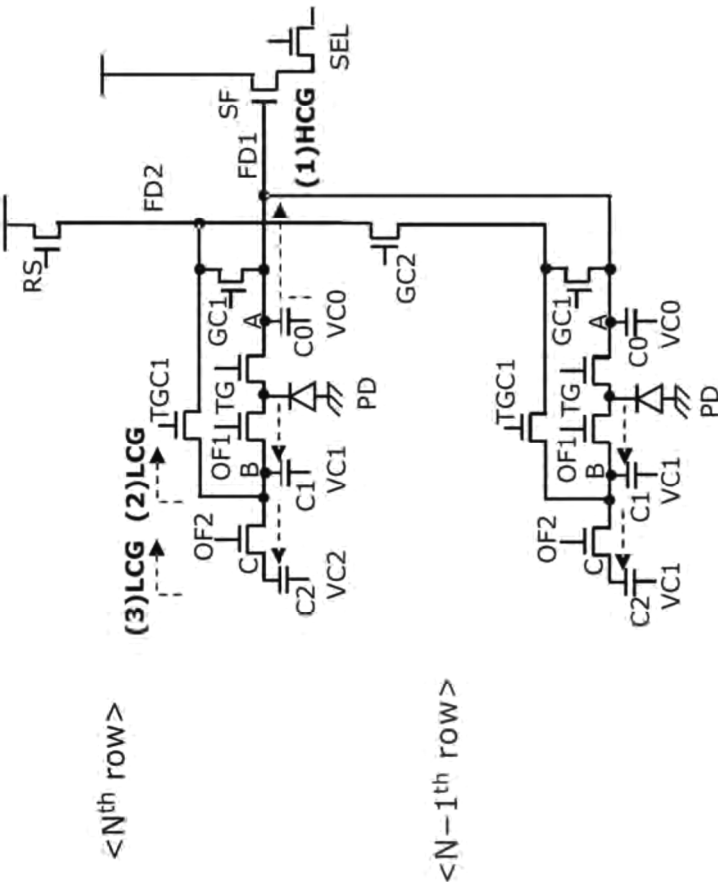 <Nth row>
(3)LCG
(2)LCG
RS
FD2
TGC1
GC1
FD1
SF
SEL
(1)HCG
OF2
OF1
TG
A
B
C
C2
VC2
C1
VC1
PD
C0
VC0
GC2
<N−1th row>
TGC1
GC1
OF2
OF1
TG
A
B
C
C2
VC1
C1
VC1
PD
C0
VC0